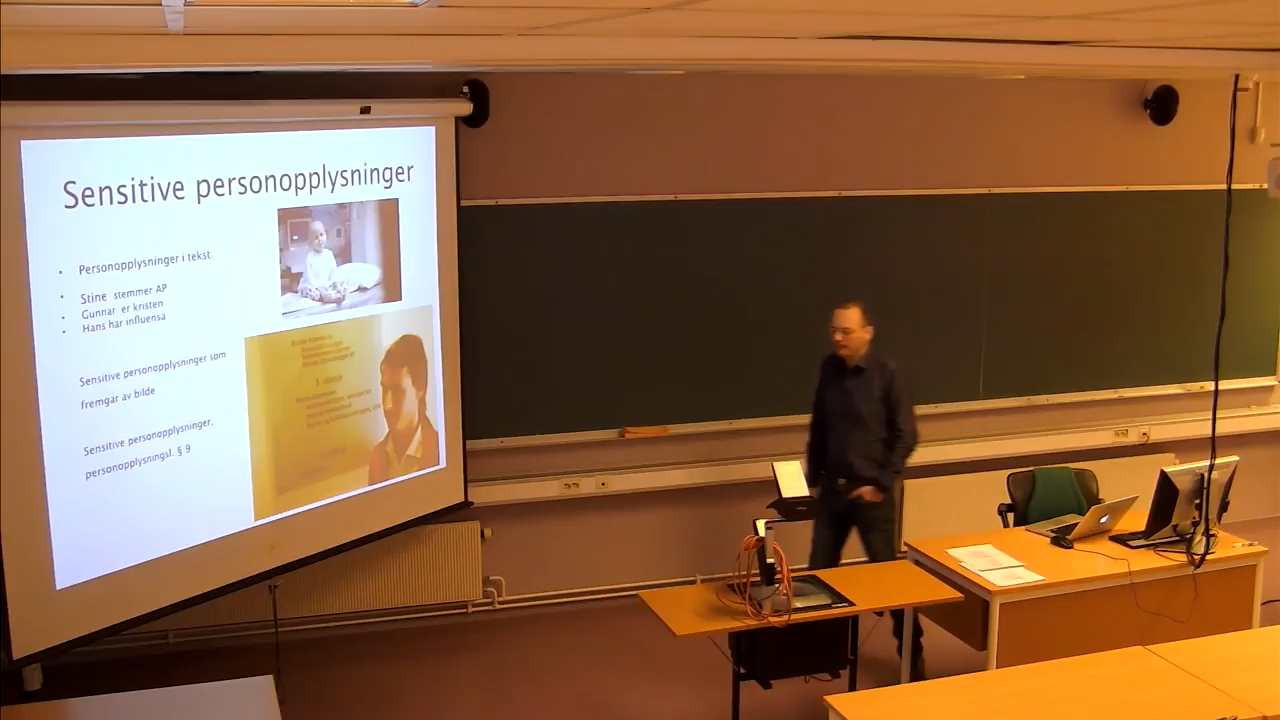 Sensitive personopplysninger
• Personopplysninger i tekst
• Stine stemmer AP
• Gunnar er kristen
• Hans har influensa
Sensitive personopplysninger som
fremgår av bilde
Sensitive personopplysninger,
personopplysningsl. § 9